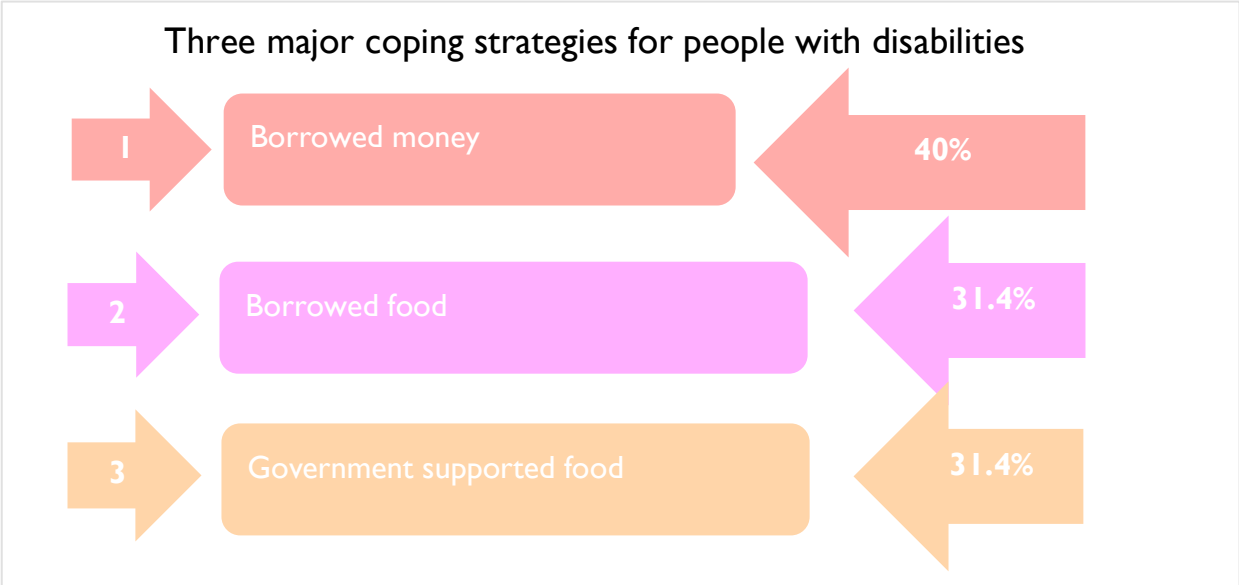 Three major coping strategies for people with disabilities
1 Borrowed money 40%
2 Borrowed food 31.4%
3 Government supported food 31.4%